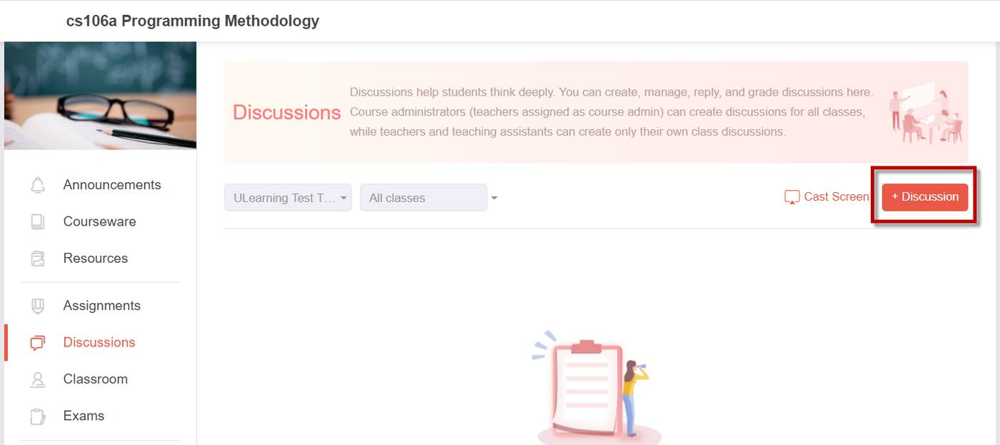 cs106a Programming Methodology
Discussions
Discussions help students think deeply. You can create, manage, reply, and grade discussions here.
Course administrators (teachers assigned as course admin) can create discussions for all classes,
while teachers and teaching assistants can create only their own class discussions.
ULearning Test T...
All classes
Cast Screen
+ Discussion
Announcements
Courseware
Resources
Assignments
Discussions
Classroom
Exams